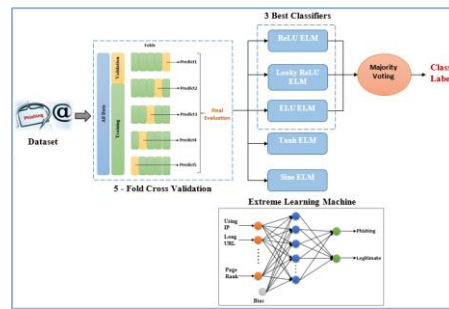 3 Best Classifiers
Folds
ReLU ELM
Validation
Predict1
Leaky ReLU
ELM
Majority
Voting
Class
Label
Phishing
@
All Data
Training
Predict2
Predict3
Final
Evaluation
ELU ELM
Dataset
Predict4
Tanh ELM
Predict5
Sine ELM
5 - Fold Cross Validation
Extreme Learning Machine
Using
IP
Long
URL
Phishing
Legitimate
Page
Rank
Bias